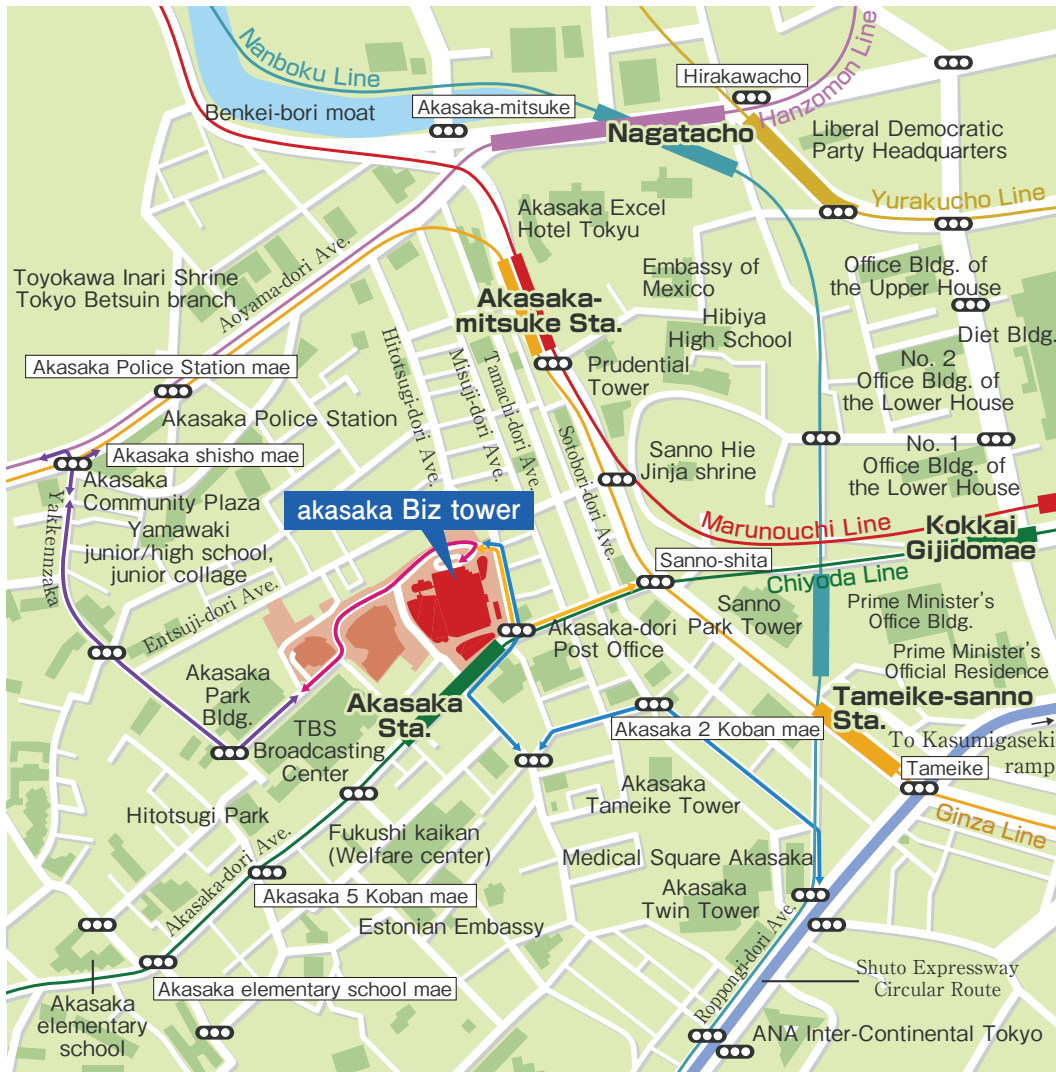 Nanboku Line
Hanzomon Line
Hirakawacho
Benkei-bori moat
Akasaka-mitsuke
Nagatacho
Liberal Democratic
Party Headquarters
Yurakucho Line
Akasaka Excel
Hotel Tokyu
Aoyama-dori Ave.
Toyokawa Inari Shrine
Tokyo Betsuin branch
Embassy of
Mexico
Office Bldg. of
the Upper House
Akasaka-
mitsuke Sta.
Hibiya
High School
Diet Bldg.
Hitotsugi-dori Ave.
Misuji-dori Ave.
Tamachi-dori Ave.
Prudential
Tower
No. 2
Office Bldg. of
the Lower House
Akasaka Police Station mae
Akasaka Police Station
Sotobori-dori Ave.
Akasaka shisho mae
Sanno Hie
Jinja shrine
No. 1
Office Bldg. of
the Lower House
Akasaka
Community Plaza
Yakkenzaka
akasaka Biz tower
Yamawaki
junior/high school,
junior collage
Marunouchi Line
Kokkai
Gijidomae
Sanno-shita
Chiyoda Line
Entsuji-dori Ave.
Sanno
Park Tower
Prime Minister's
Office Bldg.
Akasaka-dori
Post Office
Prime Minister's
Official Residence
Akasaka
Park
Bldg.
Akasaka
Sta.
Tameike-sanno
Sta.
TBS
Broadcasting
Center
Akasaka 2 Koban mae
To Kasumigaseki
ramp
Tameike
Akasaka
Tameike Tower
Hitotsugi Park
Ginza Line
Fukushi kaikan
(Welfare center)
Akasaka-dori Ave.
Medical Square Akasaka
Akasaka 5 Koban mae
Akasaka
Twin Tower
Estonian Embassy
Roppongi-dori Ave.
Shuto Expressway
Circular Route
Akasaka elementary school mae
Akasaka
elementary
school
ANA Inter-Continental Tokyo